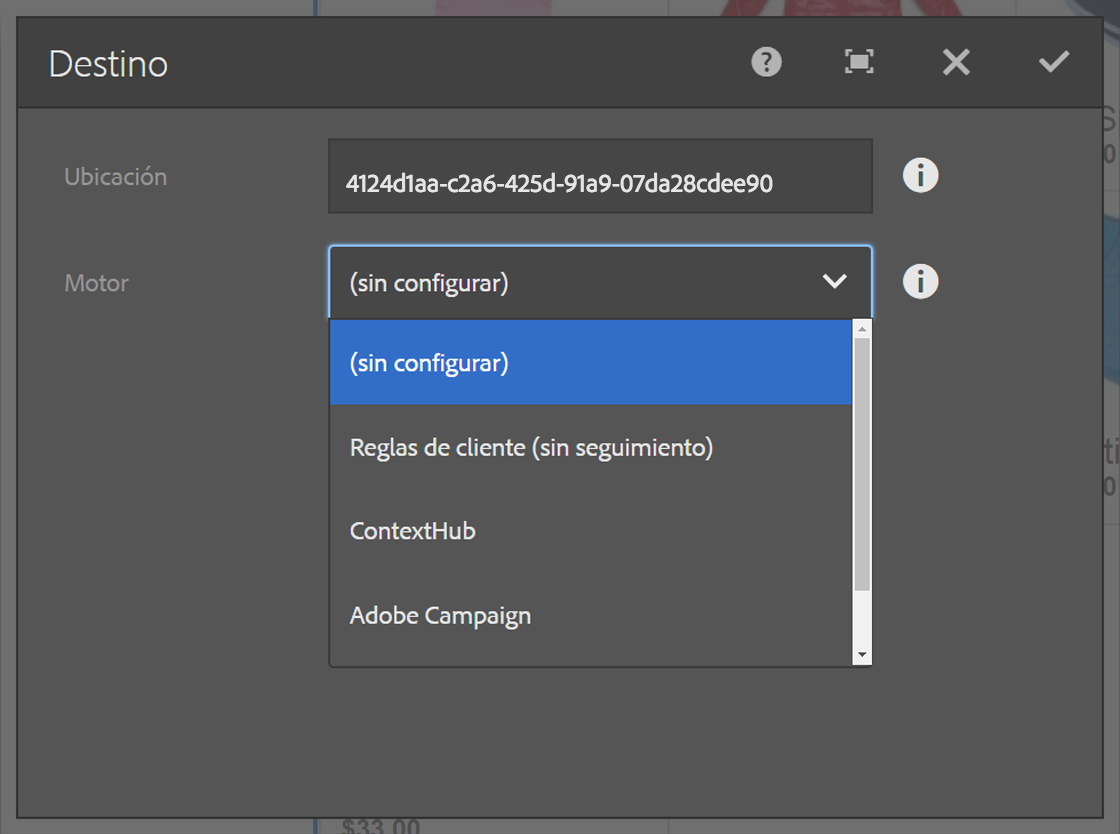 Destino
Ubicación
4124d1aa-c2a6-425d-91a9-07da28cdee90
Motor
(sin configurar)
(sin configurar)
Reglas de cliente (sin seguimiento)
ContextHub
Adobe Campaign
$33.00